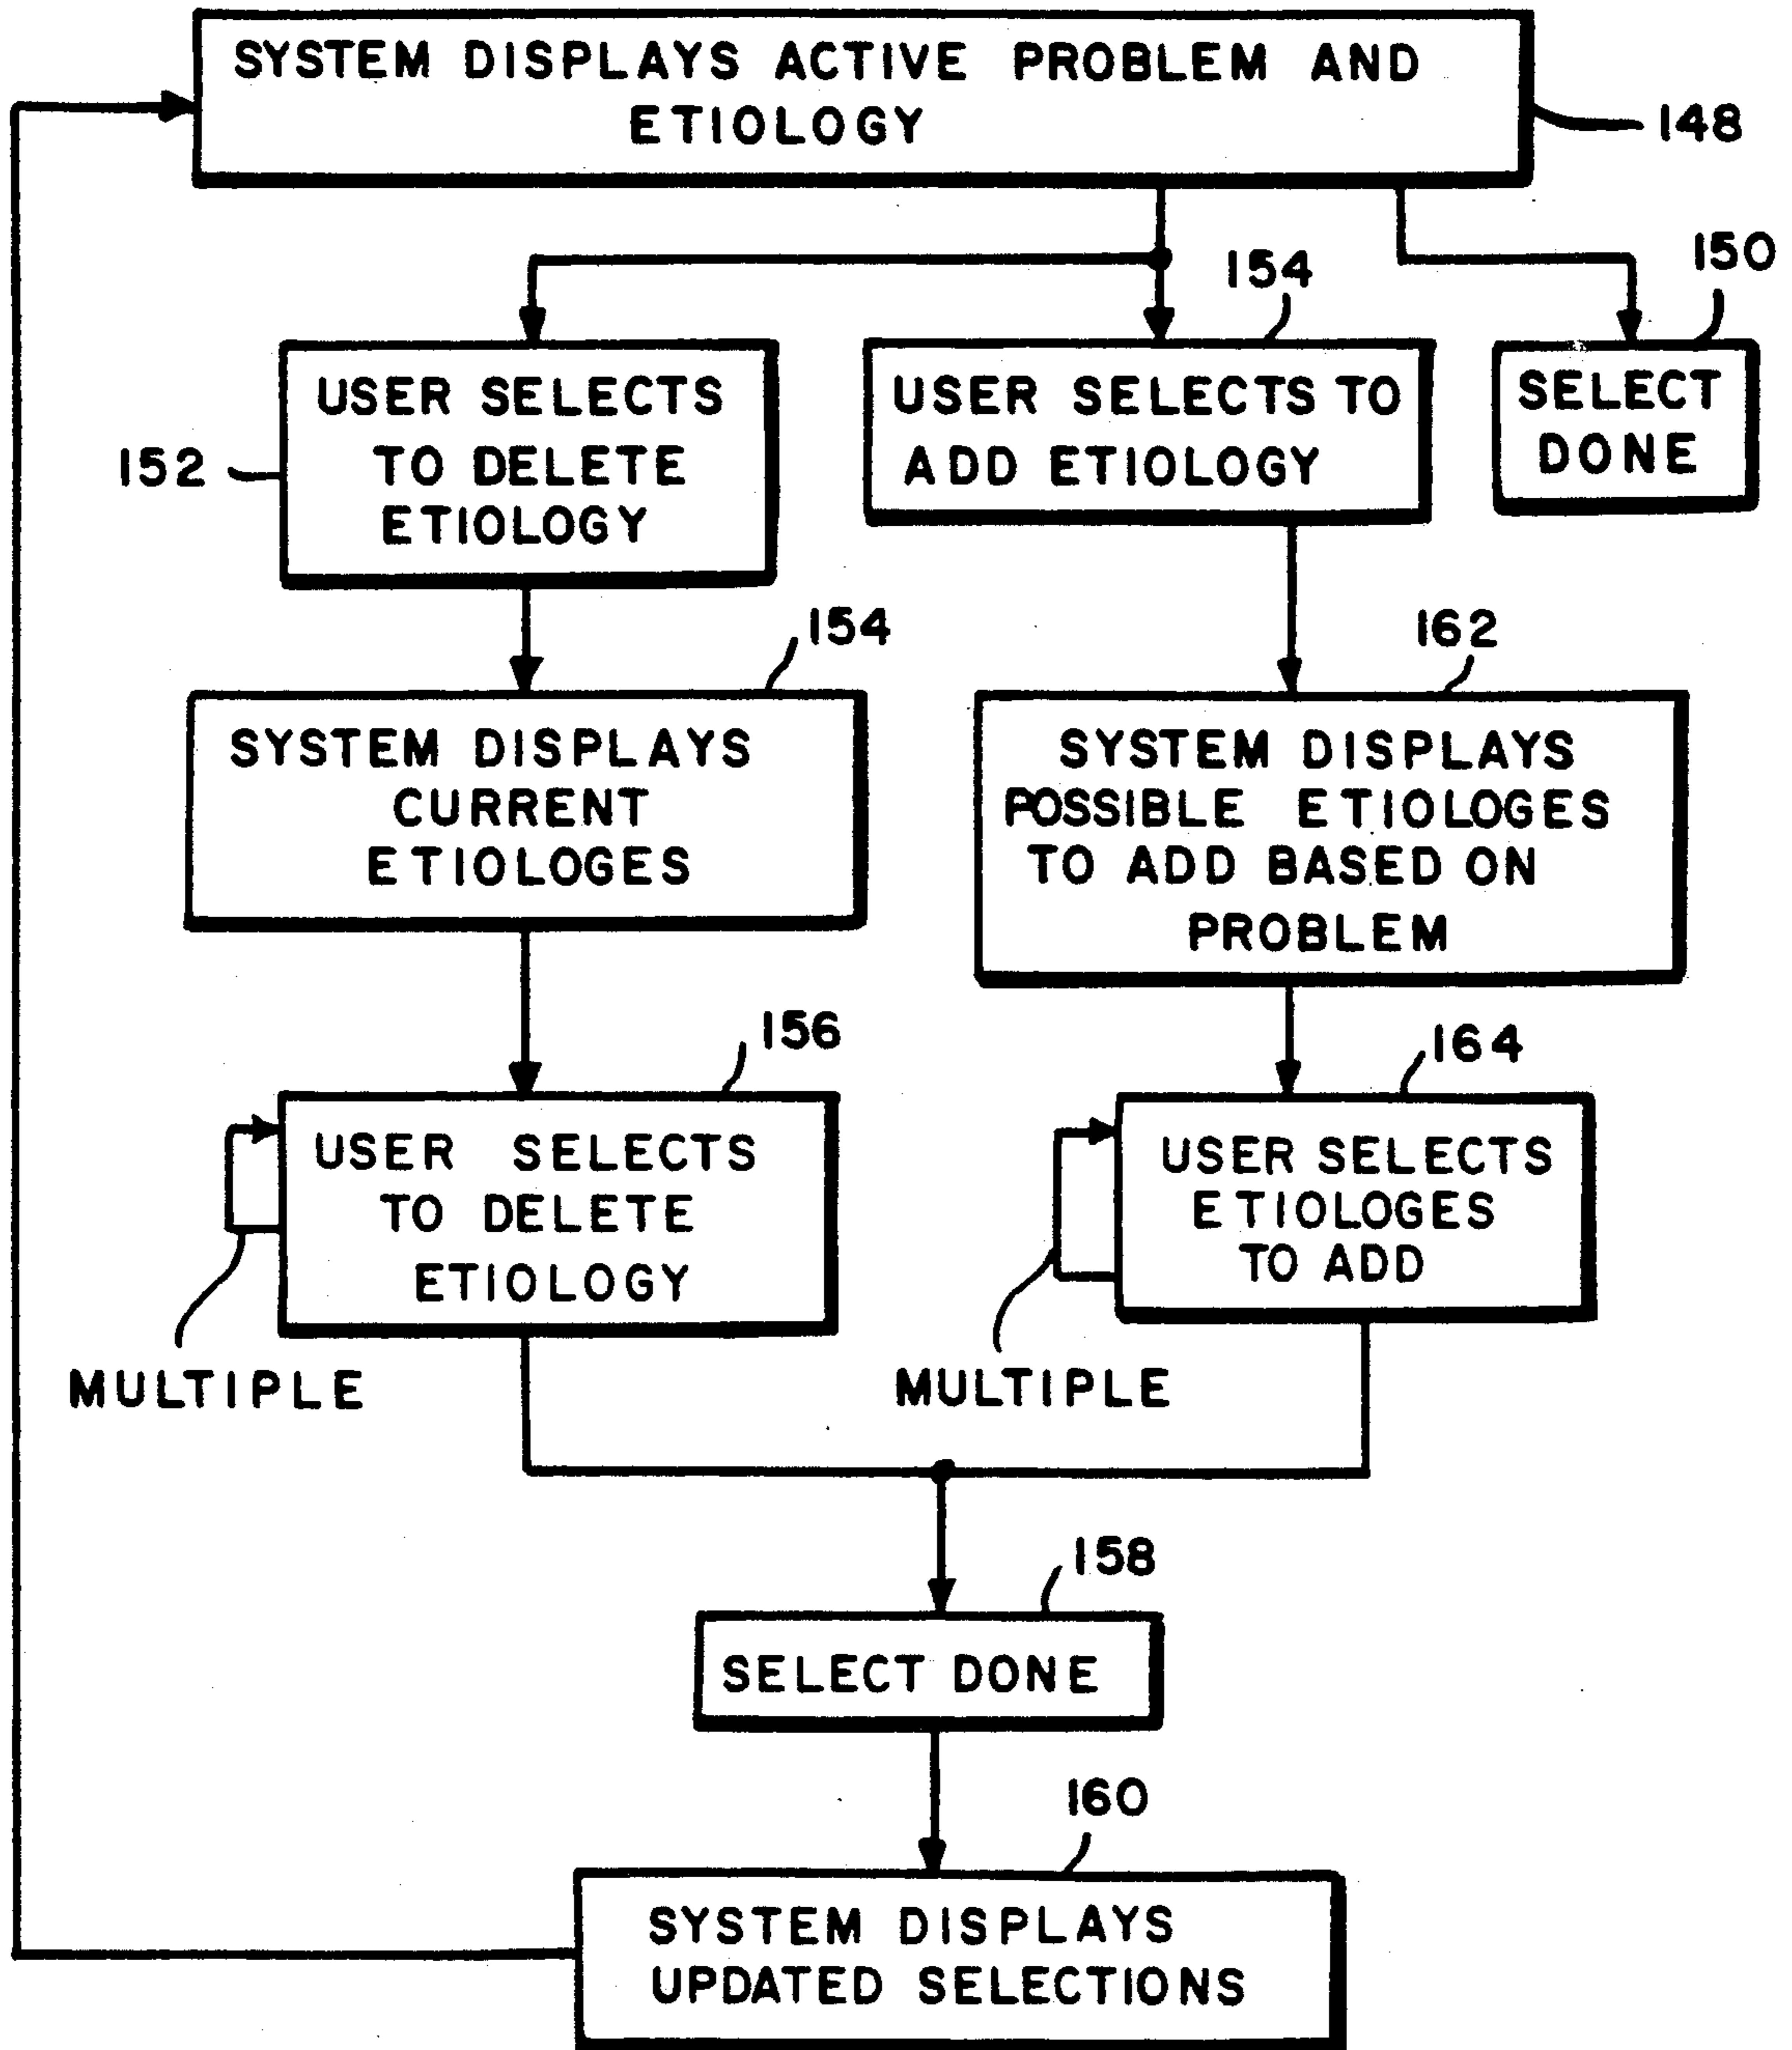 SYSTEM DISPLAYS ACTIVE PROBLEM AND
ETIOLOGY
148
150
154
USER SELECTS
TO DELETE
ETIOLOGY
152
USER SELECTS TO
ADD ETIOLOGY
SELECT
DONE
154
162
SYSTEM DISPLAYS
CURRENT
ETIOLOGES
SYSTEM DISPLAYS
POSSIBLE ETIOLOGES
TO ADD BASED ON
PROBLEM
156
164
USER SELECTS
TO DELETE
ETIOLOGY
USER SELECTS
ETIOLOGES
TO ADD
MULTIPLE
MULTIPLE
158
SELECT DONE
160
SYSTEM DISPLAYS
UPDATED SELECTIONS